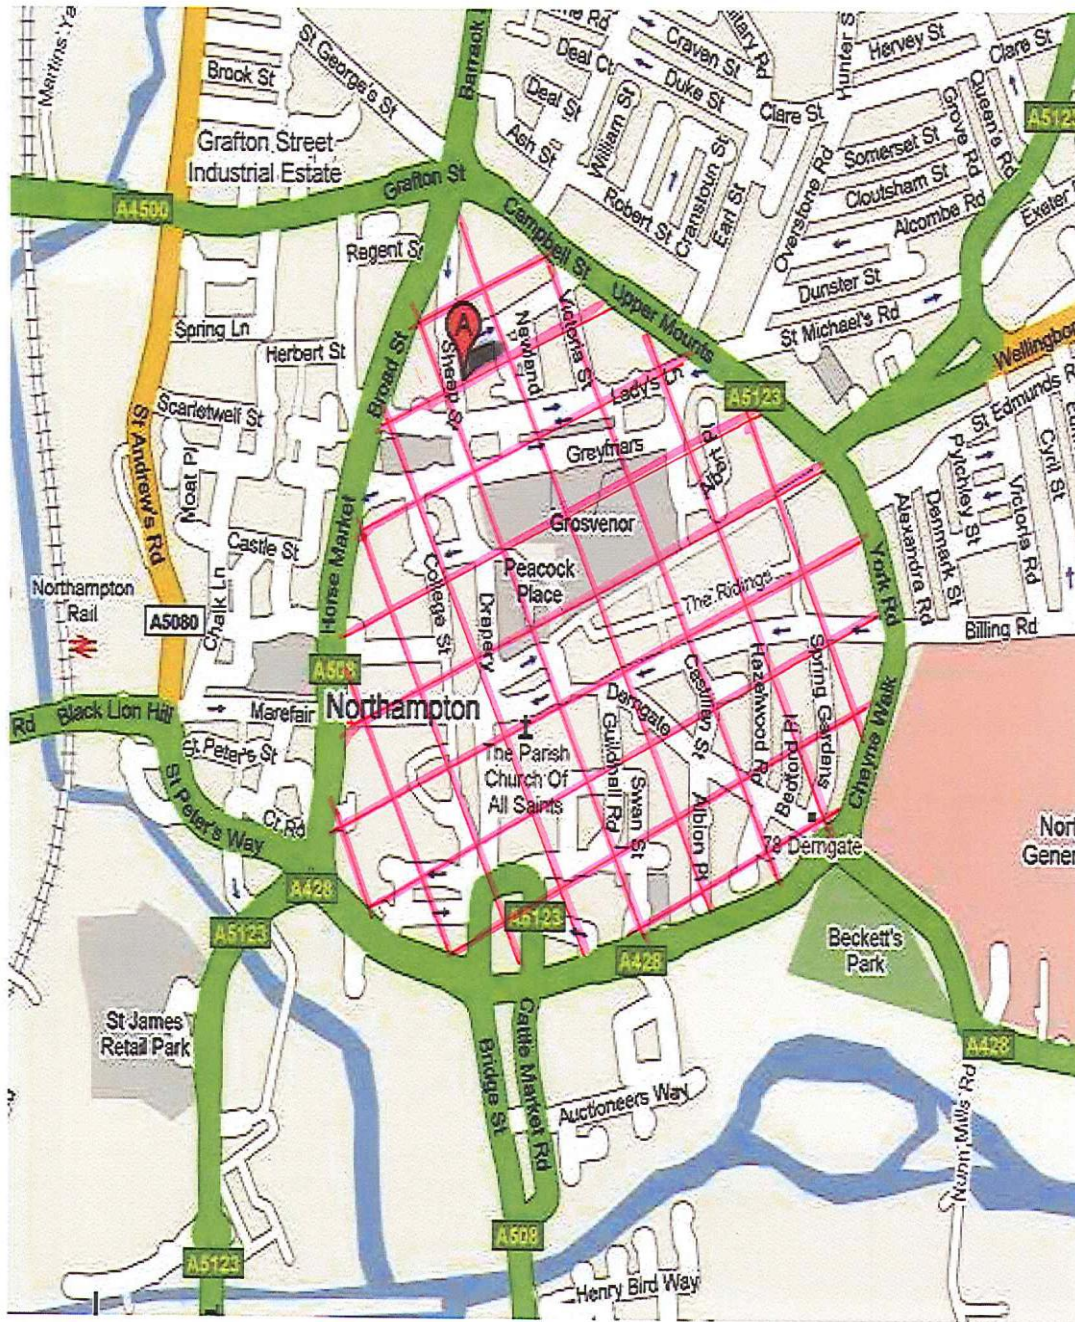 Martins' Ya
Brook St
St George's St
Barrack
Grafton Street
Industrial Estate
Deal Ct
Deal St
Ash St
William St
Craven St
Duke St
Clare St
Hunter S
Hervey St
Clare St
Grove Rd
Queen's Rd
A5123
Somerset St
Cloutsham St
Alcombe Rd
Exeter
Overstone Rd
Dunster St
St Michael's Rd
Robert St
Cranstoun St
Earl St
A4500
Grafton St
Campbell St
Upper Mounts
Regent St
Spring Ln
Herbert St
Broad St
A
Sheep St
Newland
Victoria St
Lady's Ln
A5123
Wellingbor
St Edmunds R
Scarletwell St
St Andrew's Rd
Moat Pl
Greyfriars
Pytchley St
Cyril St
Victoria Rd
Denmark St
Alexandra Rd
Castle St
Horse Market
Grosvenor
Peacock
Place
College St
Drapery
The Ridings
York Rd
Billing Rd
Northampton
Rail
A5080
Chalk Ln
A508
Rd
Black Lion Hill
Marefair
Northampton
St Peter's St
Derngate
Castilian St
Hazelwood Rd
Spring Gardens
Bedford Pl
Cheyne Walk
The Parish
Church Of
All Saints
Guildhall Rd
Swan St
Albion Pl
78 Derngate
St Peter's Way
Ct Rd
A428
A5123
A5123
A428
Beckett's
Park
Nort
Gener
St James
Retail Park
Cattle Market Rd
Bridge St
Auctioneers Way
A428
Nunn Mills Rd
A508
A5123
Henry Bird Way